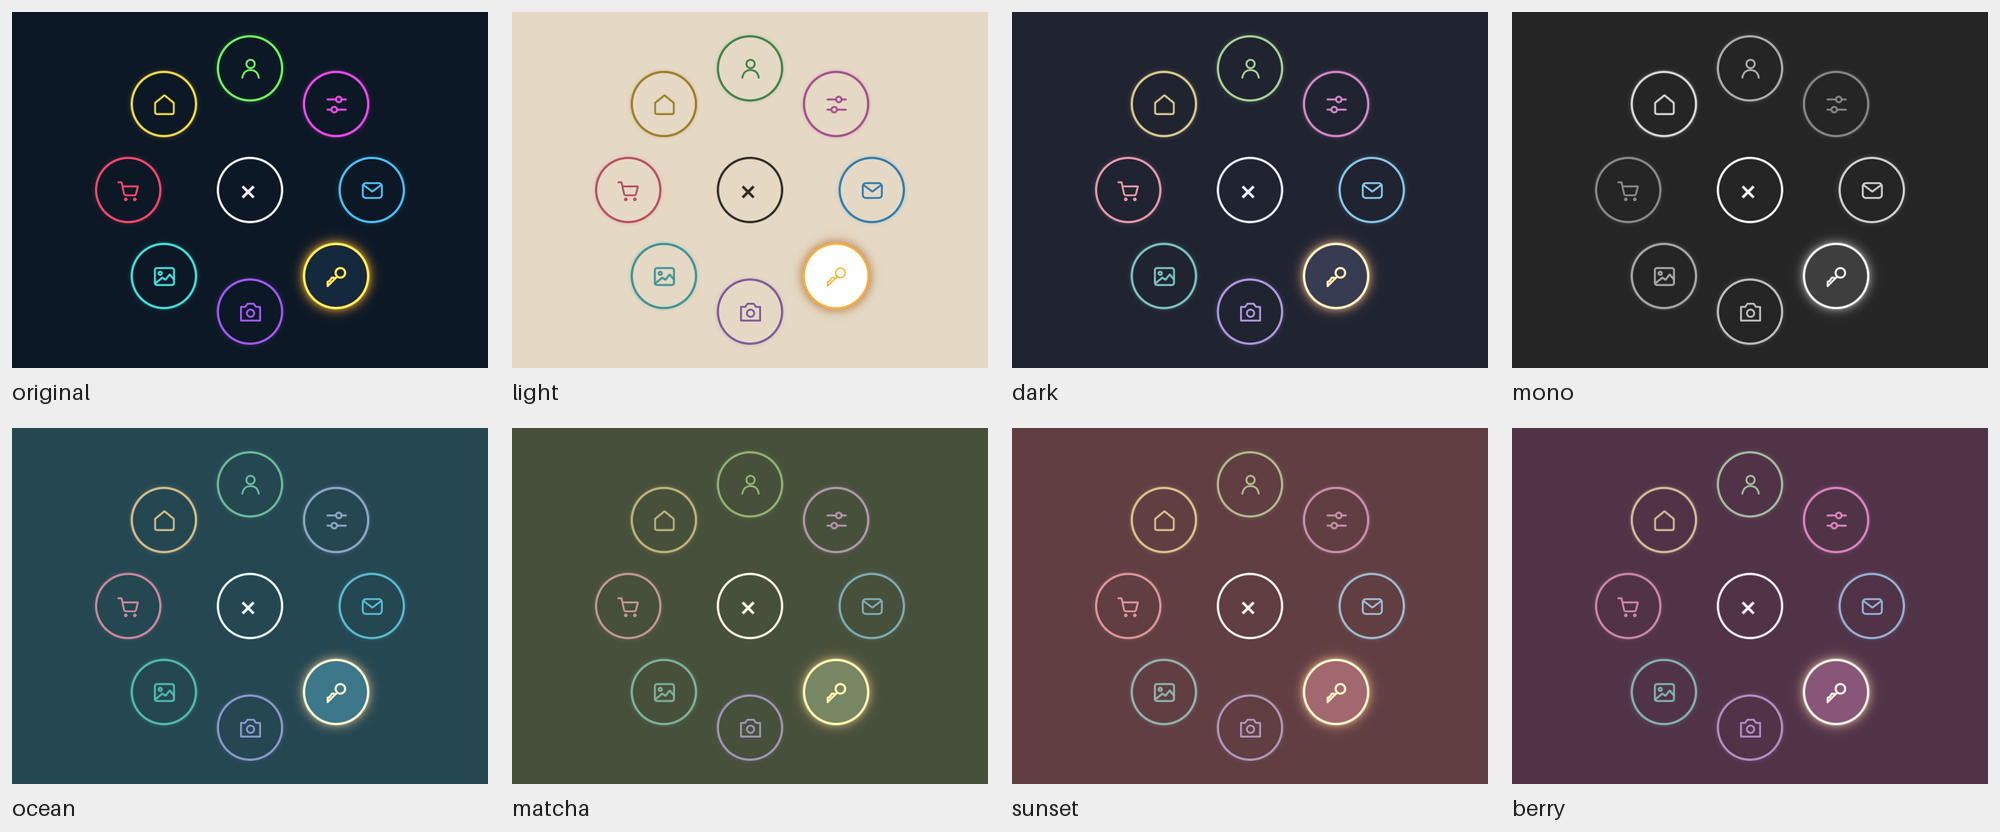 original
light
dark
mono
ocean
matcha
sunset
berry